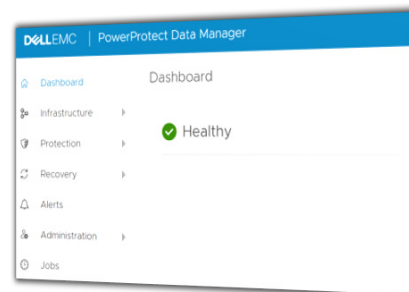 DELLEMC | PowerProtect Data Manager
Dashboard
Dashboard
Healthy
Infrastructure
Protection
Recovery
Alerts
Administration
Jobs